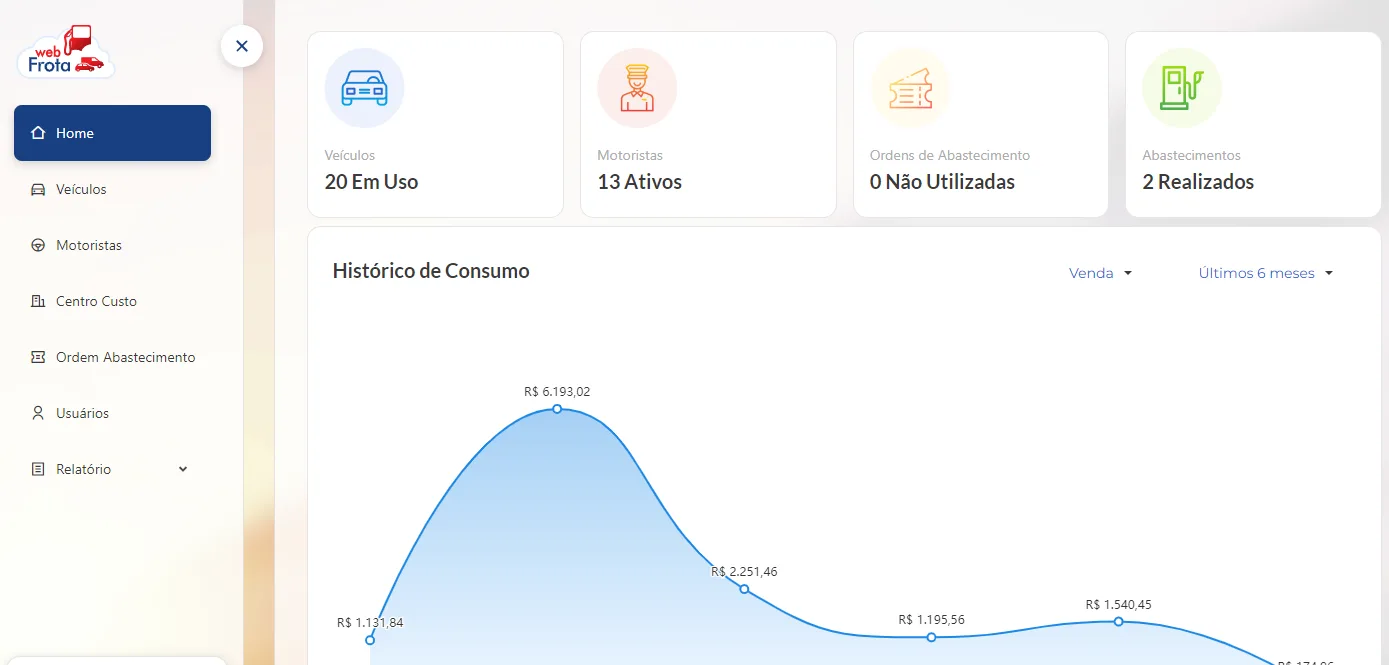 web
Frota
Home
Veículos
Motoristas
Centro Custo
Ordem Abastecimento
Usuários
Relatório
Veículos
20 Em Uso
Motoristas
13 Ativos
Ordens de Abastecimento
0 Não Utilizadas
Abastecimentos
2 Realizados
Histórico de Consumo
Venda
Últimos 6 meses
R$ 6.193,02
R$ 2.251,46
R$ 1.540,45
R$ 1.195,56
R$ 1.131,84